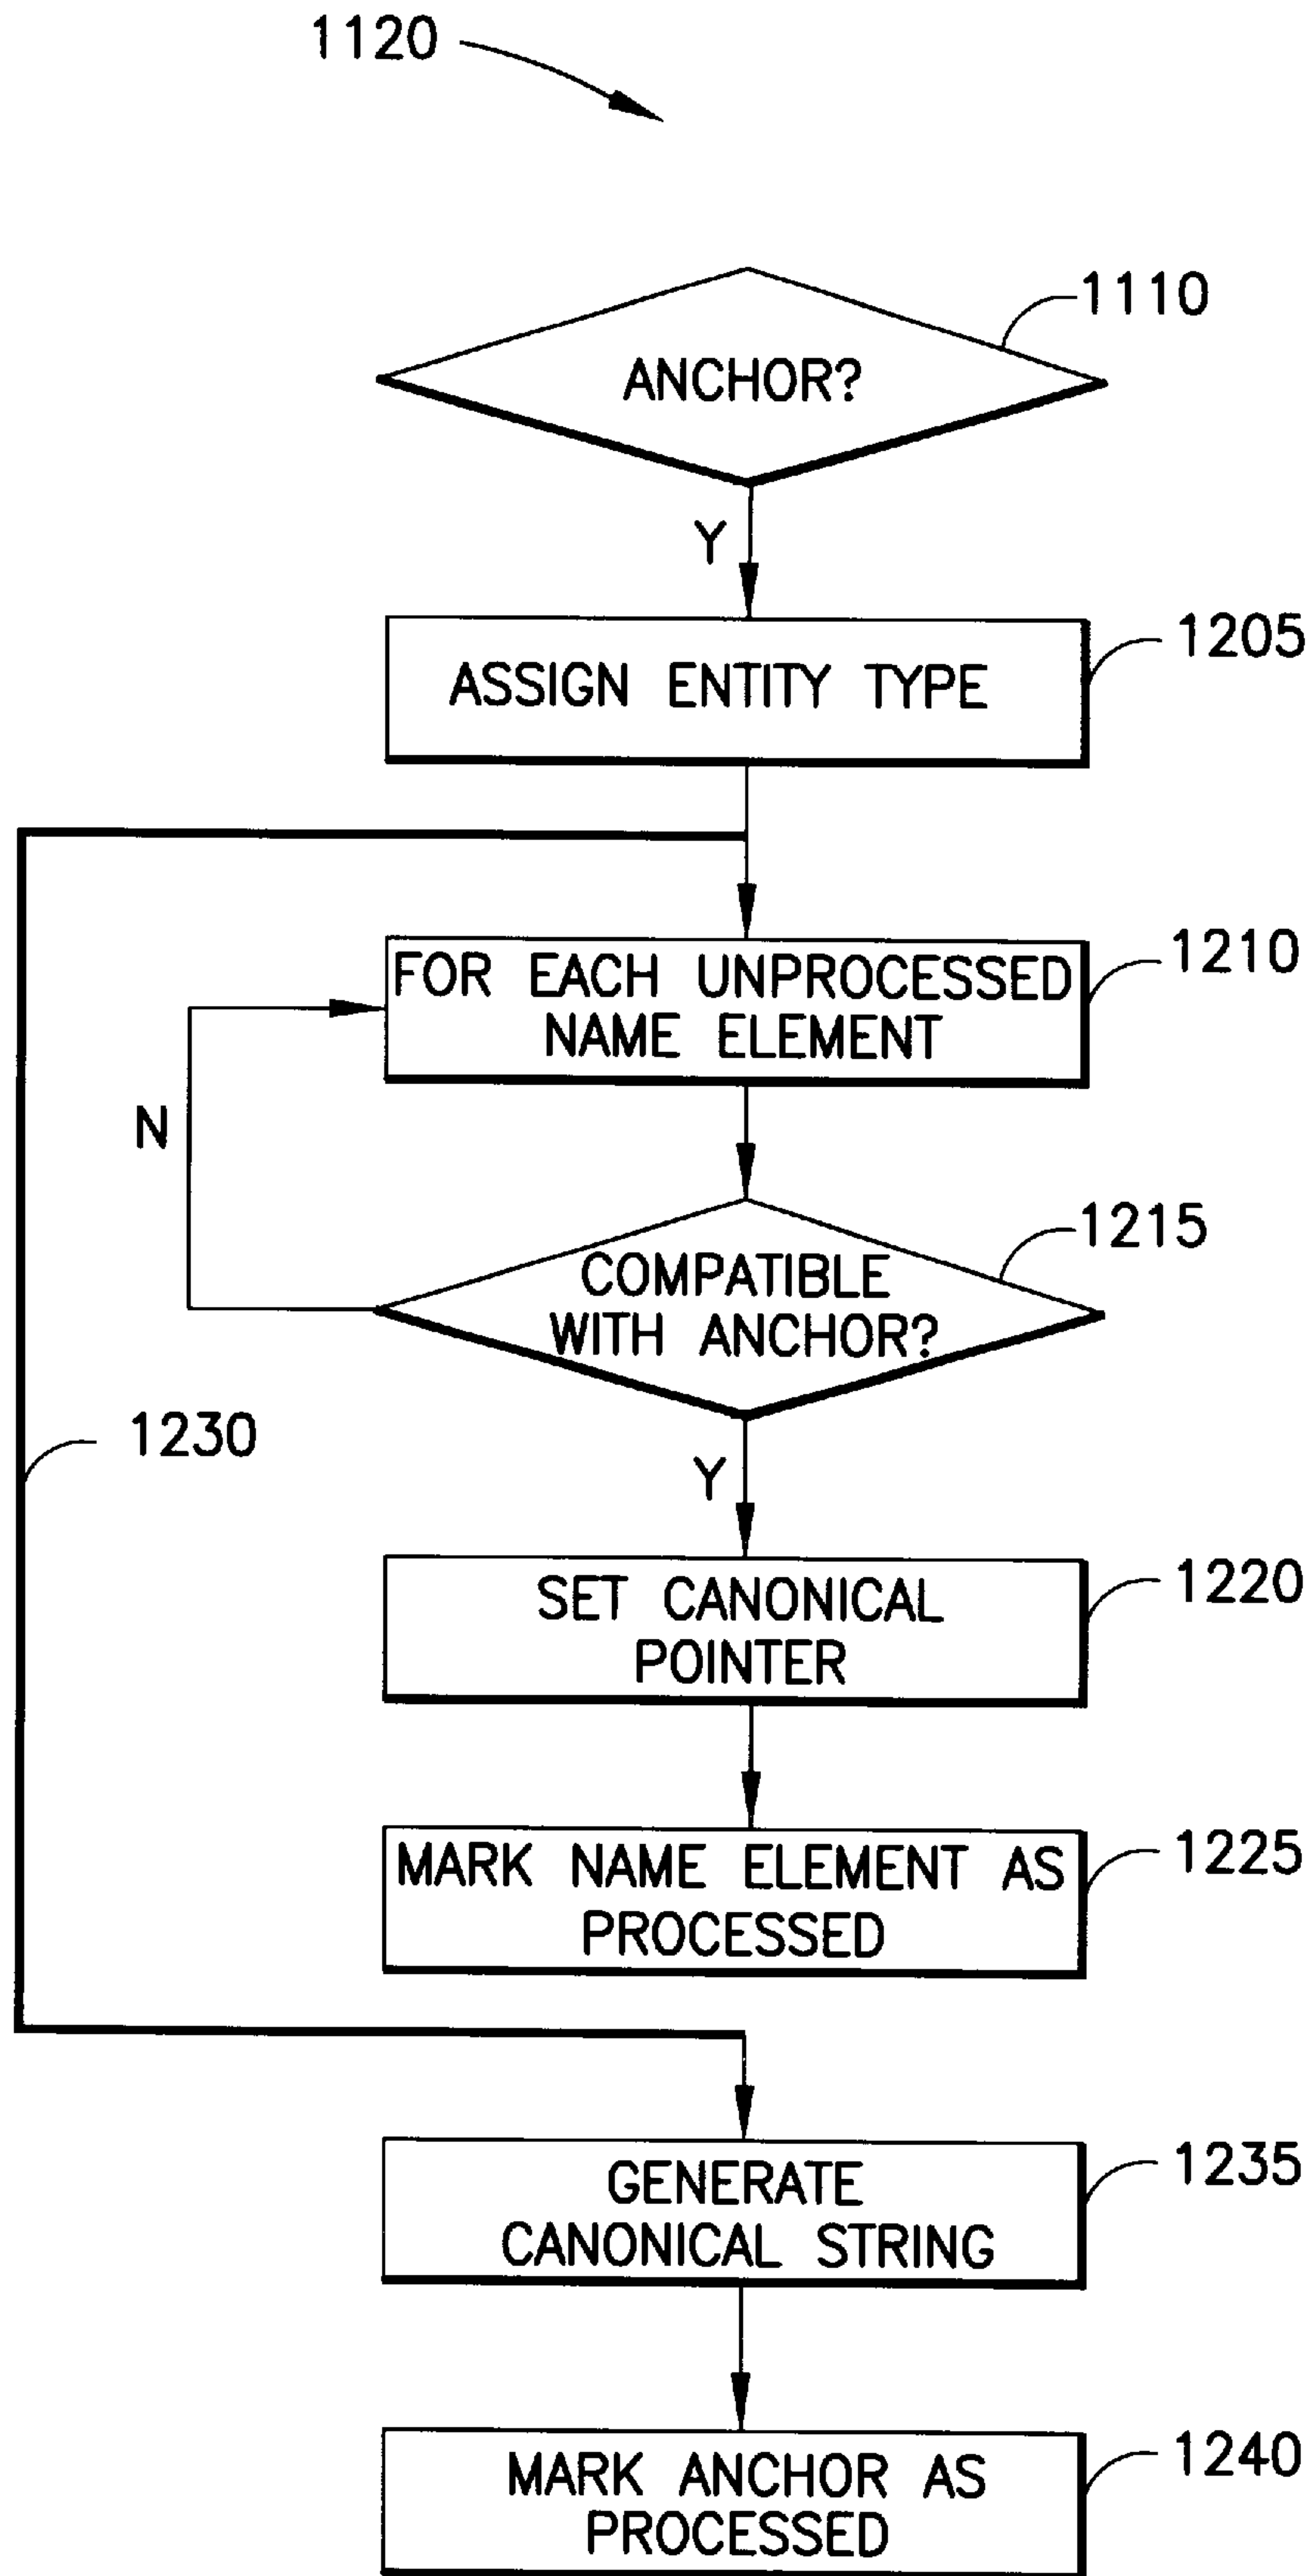 1120
1110
ANCHOR?
Y
1205
ASSIGN ENTITY TYPE
1210
FOR EACH UNPROCESSED
NAME ELEMENT
N
1215
COMPATIBLE
WITH ANCHOR?
1230
Y
1220
SET CANONICAL
POINTER
1225
MARK NAME ELEMENT AS
PROCESSED
1235
GENERATE
CANONICAL STRING
1240
MARK ANCHOR AS
PROCESSED